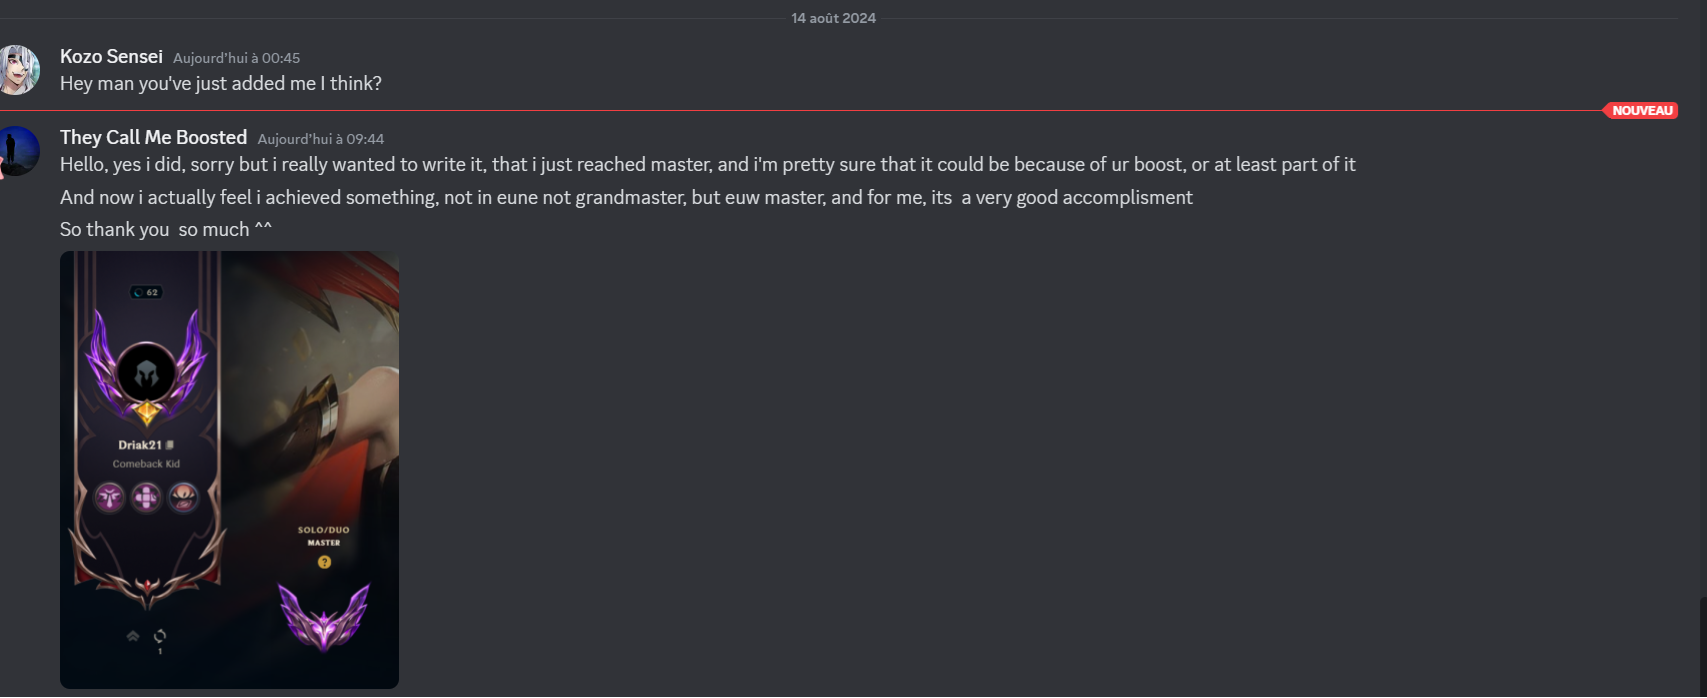 14 août 2024
Kozo Sensei Aujourd'hui à 00:45
Hey man you've just added me I think?
NOUVEAU
They Call Me Boosted Aujourd'hui à 09:44
Hello, yes i did, sorry but i really wanted to write it, that i just reached master, and i'm pretty sure that it could be because of ur boost, or at least part of it
And now i actually feel i achieved something, not in eune not grandmaster, but euw master, and for me, its a very good accomplisment
So thank you so much ^^
62
Driak21
Comeback Kid
SOLO/DUO
MASTER
?
1